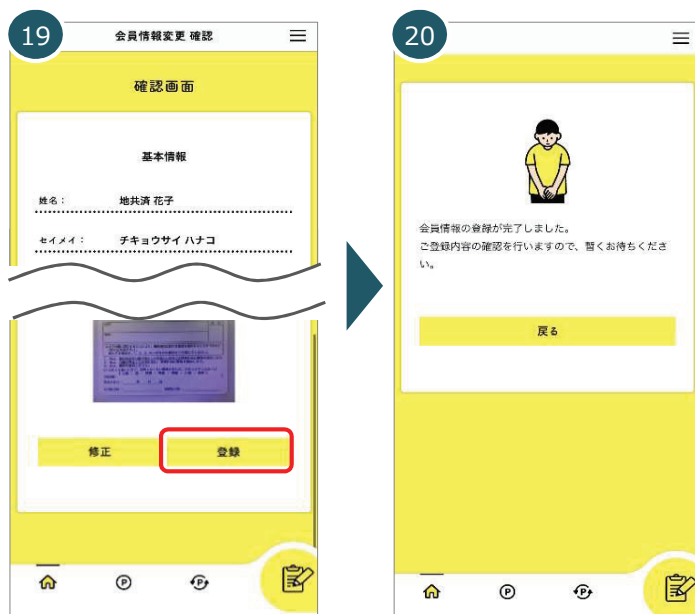 19
会員情報変更 確認
確認画面
基本情報
姓名：
地共済 花子
セイメイ：
チキョウサイ ハナコ
修正
登録
P
P
20
会員情報の登録が完了しました。
ご登録内容の確認を行いますので、暫くお待ちくださ
い。
戻る
P
P